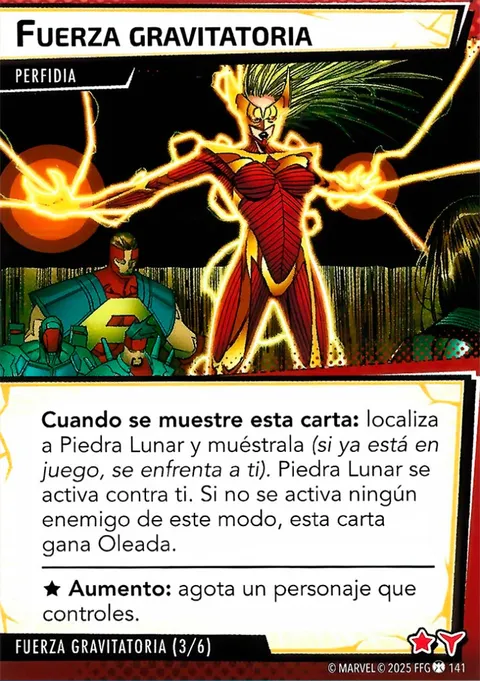 FUERZA GRAVITATORIA
PERFIDIA
Cuando se muestre esta carta: localiza
a Piedra Lunar y muéstrala (si ya está en
juego, se enfrenta a ti). Piedra Lunar se
activa contra ti. Si no se activa ningún
enemigo de este modo, esta carta
gana Oleada.
★ Aumento: agota un personaje que
controles.
FUERZA GRAVITATORIA (3/6)
© MARVEL © 2025 FFG 141